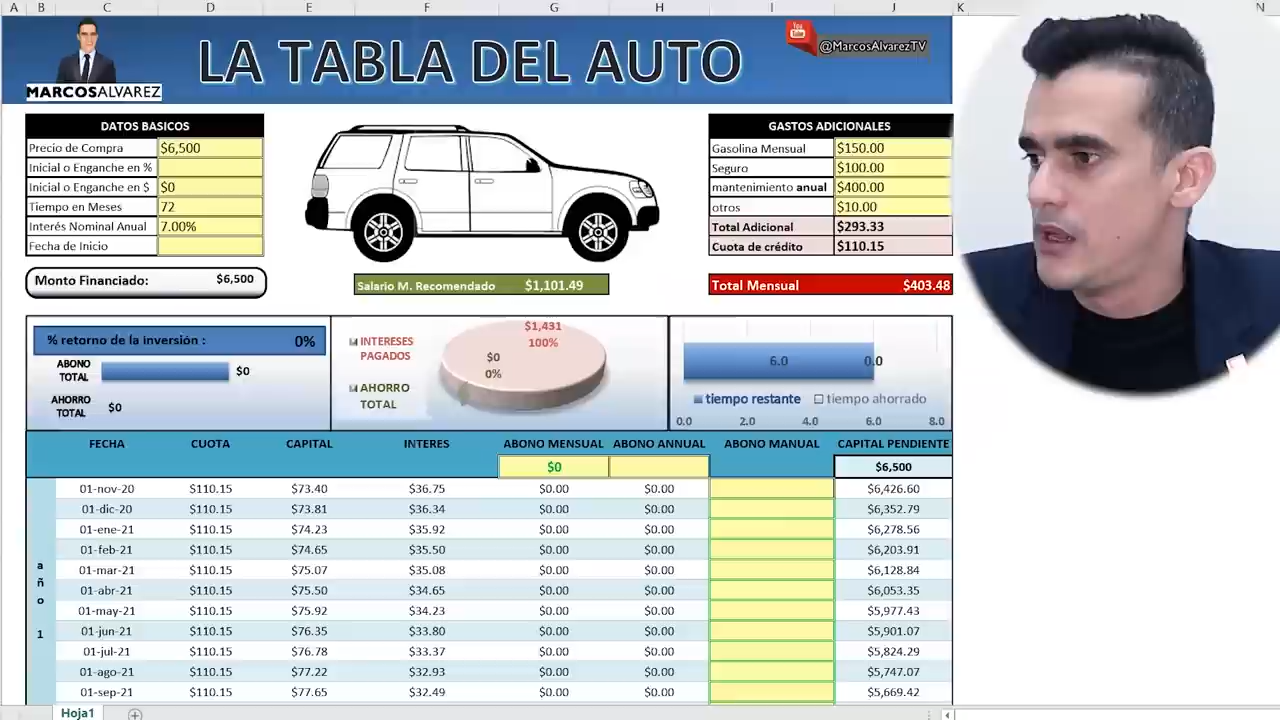 A B C D E F G H I J K N
LA TABLA DEL AUTO
You Tube
@MarcosAlvarezTV
MARCOSALVAREZ
DATOS BASICOS
Precio de Compra $6,500
Inicial o Enganche en %
Inicial o Enganche en $ $0
Tiempo en Meses 72
Interés Nominal Anual 7.00%
Fecha de Inicio
Monto Financiado: $6,500
Salario M. Recomendado $1,101.49
GASTOS ADICIONALES
Gasolina Mensual $150.00
Seguro $100.00
mantenimiento anual $400.00
otros $10.00
Total Adicional $293.33
Cuota de crédito $110.15
Total Mensual $403.48
% retorno de la inversión : 0%
ABONO
TOTAL $0
AHORRO
TOTAL $0
INTERESES
PAGADOS
AHORRO
TOTAL
$1,431
100%
$0
0%
6.0 0.0
tiempo restante tiempo ahorrado
0.0 2.0 4.0 6.0 8.0
FECHA CUOTA CAPITAL INTERES ABONO MENSUAL ABONO ANNUAL ABONO MANUAL CAPITAL PENDIENTE
$0 $6,500
01-nov-20 $110.15 $73.40 $36.75 $0.00 $0.00 $6,426.60
01-dic-20 $110.15 $73.81 $36.34 $0.00 $0.00 $6,352.79
01-ene-21 $110.15 $74.23 $35.92 $0.00 $0.00 $6,278.56
01-feb-21 $110.15 $74.65 $35.50 $0.00 $0.00 $6,203.91
01-mar-21 $110.15 $75.07 $35.08 $0.00 $0.00 $6,128.84
01-abr-21 $110.15 $75.50 $34.65 $0.00 $0.00 $6,053.35
01-may-21 $110.15 $75.92 $34.23 $0.00 $0.00 $5,977.43
01-jun-21 $110.15 $76.35 $33.80 $0.00 $0.00 $5,901.07
01-jul-21 $110.15 $76.78 $33.37 $0.00 $0.00 $5,824.29
01-ago-21 $110.15 $77.22 $32.93 $0.00 $0.00 $5,747.07
01-sep-21 $110.15 $77.65 $32.49 $0.00 $0.00 $5,669.42
año 1
Hoja1